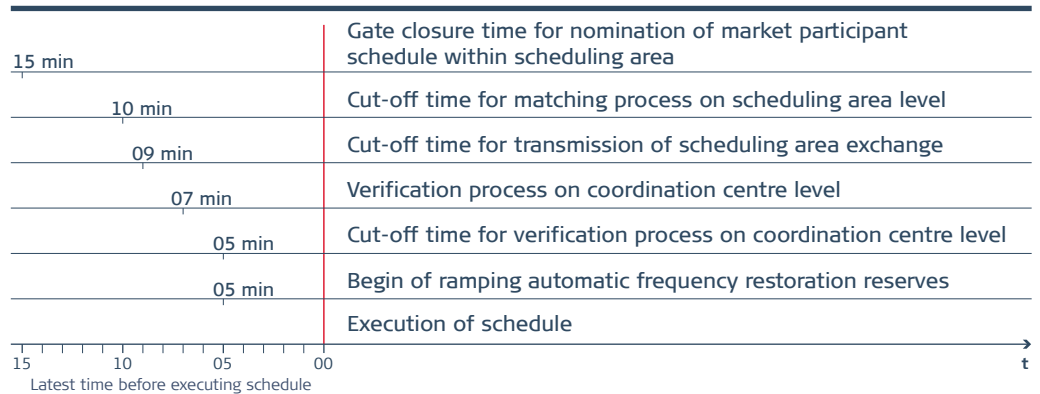 Gate closure time for nomination of market participant
schedule within scheduling area
15 min
10 min
Cut-off time for matching process on scheduling area level
09 min
Cut-off time for transmission of scheduling area exchange
07 min
Verification process on coordination centre level
05 min
Cut-off time for verification process on coordination centre level
05 min
Begin of ramping automatic frequency restoration reserves
Execution of schedule
15 10 05 00 t
Latest time before executing schedule